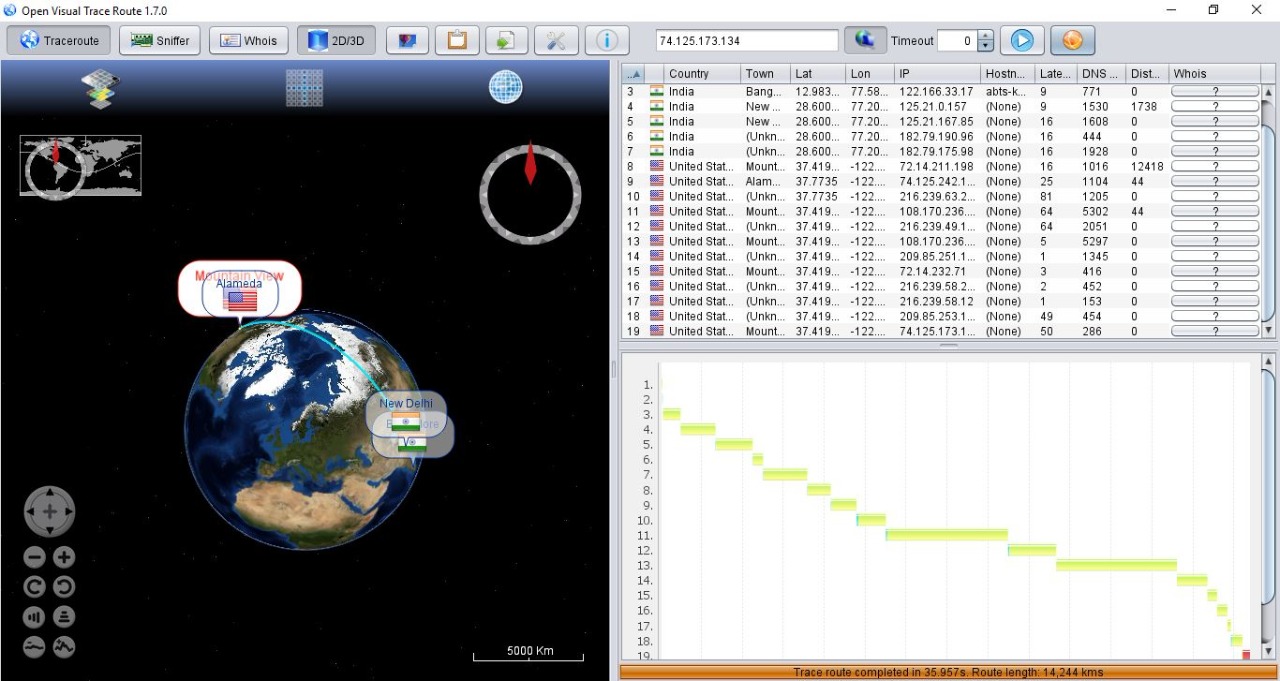 Open Visual Trace Route 1.7.0
Traceroute Sniffer Whois 2D/3D 74.125.173.134 Timeout 0
..▲ Country Town Lat Lon IP Hostn... Late... DNS ... Dist... Whois
3 India Bang... 12.983... 77.58... 122.166.33.17 abts-k... 9 771 0 ?
4 India New ... 28.600... 77.20... 125.21.0.157 (None) 9 1530 1738 ?
5 India New ... 28.600... 77.20... 125.21.167.85 (None) 16 1608 0 ?
6 India (Unkn... 28.600... 77.20... 182.79.190.96 (None) 16 444 0 ?
7 India (Unkn... 28.600... 77.20... 182.79.175.98 (None) 16 1928 0 ?
8 United Stat... Mount... 37.419... -122.... 72.14.211.198 (None) 16 1016 12418 ?
9 United Stat... Alam... 37.7735 -122.... 74.125.242.1... (None) 25 1104 44 ?
10 United Stat... (Unkn... 37.7735 -122.... 216.239.63.2... (None) 81 1205 0 ?
11 United Stat... Mount... 37.419... -122.... 108.170.236.... (None) 64 5302 44 ?
12 United Stat... (Unkn... 37.419... -122.... 216.239.49.1... (None) 64 2051 0 ?
13 United Stat... Mount... 37.419... -122.... 108.170.236.... (None) 5 5297 0 ?
14 United Stat... (Unkn... 37.419... -122.... 209.85.251.1... (None) 1 1345 0 ?
15 United Stat... Mount... 37.419... -122.... 72.14.232.71 (None) 3 416 0 ?
16 United Stat... (Unkn... 37.419... -122.... 216.239.58.2... (None) 2 452 0 ?
17 United Stat... (Unkn... 37.419... -122.... 216.239.58.12 (None) 1 153 0 ?
18 United Stat... (Unkn... 37.419... -122.... 209.85.253.1... (None) 49 454 0 ?
19 United Stat... Mount... 37.419... -122.... 74.125.173.1... (None) 50 286 0 ?
Mountain View
Alameda
New Delhi
5000 Km
1.
2.
3.
4.
5.
6.
7.
8.
9.
10.
11.
12.
13.
14.
15.
16.
17.
18.
19.
Trace route completed in 35.957s. Route length: 14,244 kms